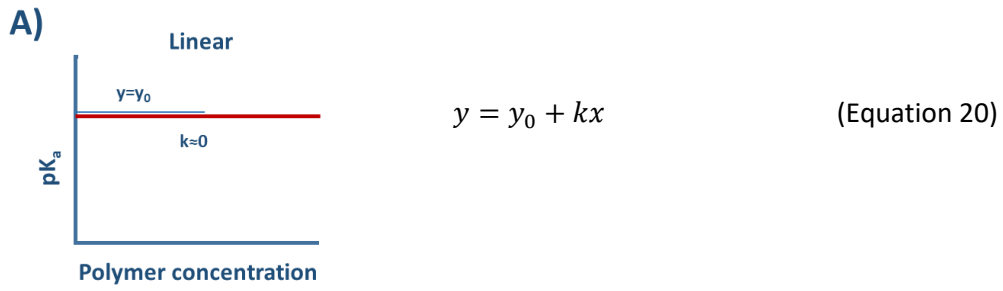 A)
Linear
y=y₀
k≈0
pKₐ
Polymer concentration
y = y₀ + kx
(Equation 20)